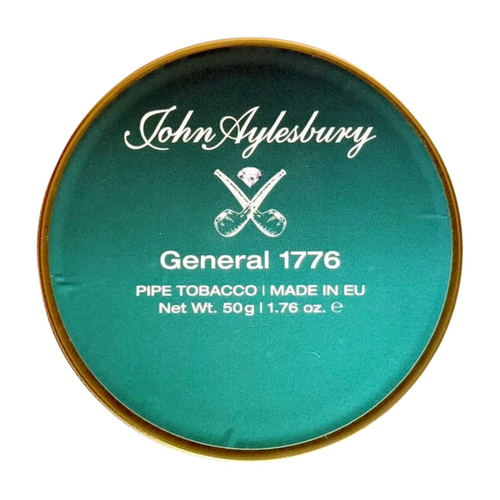 John Aylesbury
General 1776
PIPE TOBACCO | MADE IN EU
Net Wt. 50g | 1.76 oz. ℮